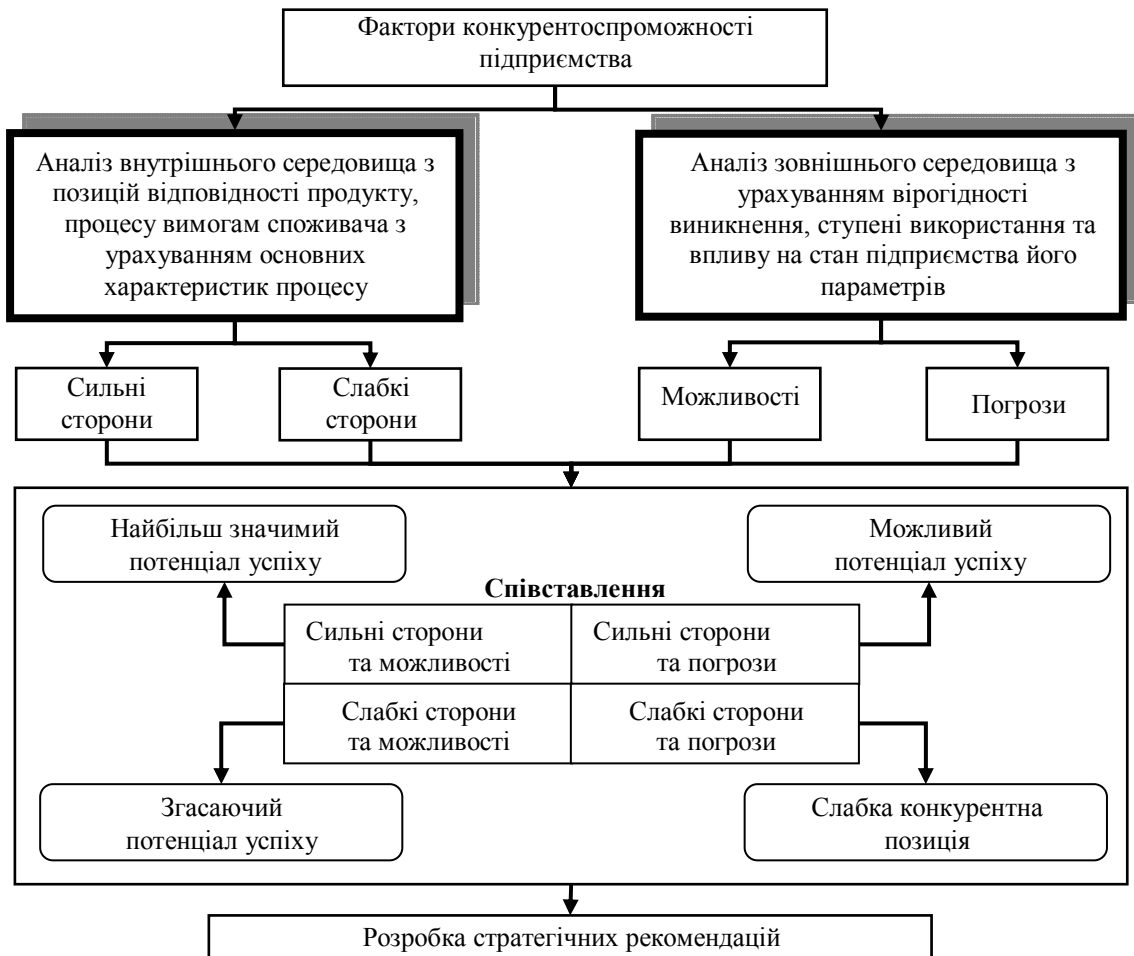 Фактори конкурентоспроможності
підприємства
Аналіз внутрішнього середовища з
позицій відповідності продукту,
процесу вимогам споживача з
урахуванням основних
характеристик процесу
Аналіз зовнішнього середовища з
урахуванням вірогідності
виникнення, ступені використання та
впливу на стан підприємства його
параметрів
Сильні
сторони
Слабкі
сторони
Можливості
Погрози
Найбільш значимий
потенціал успіху
Можливий
потенціал успіху
Співставлення
Сильні сторони
та можливості
Сильні сторони
та погрози
Слабкі сторони
та можливості
Слабкі сторони
та погрози
Згасаючий
потенціал успіху
Слабка конкурентна
позиція
Розробка стратегічних рекомендацій